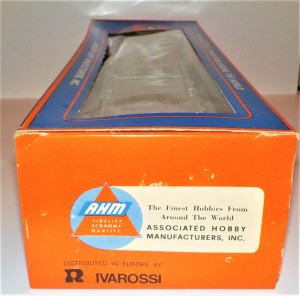 AHM
FIDELITY
ECONOMY
QUALITY
The Finest Hobbies From
Around The World
ASSOCIATED HOBBY
MANUFACTURERS, INC.
DISTRIBUTED IN EUROPE BY
R IVAROSSI